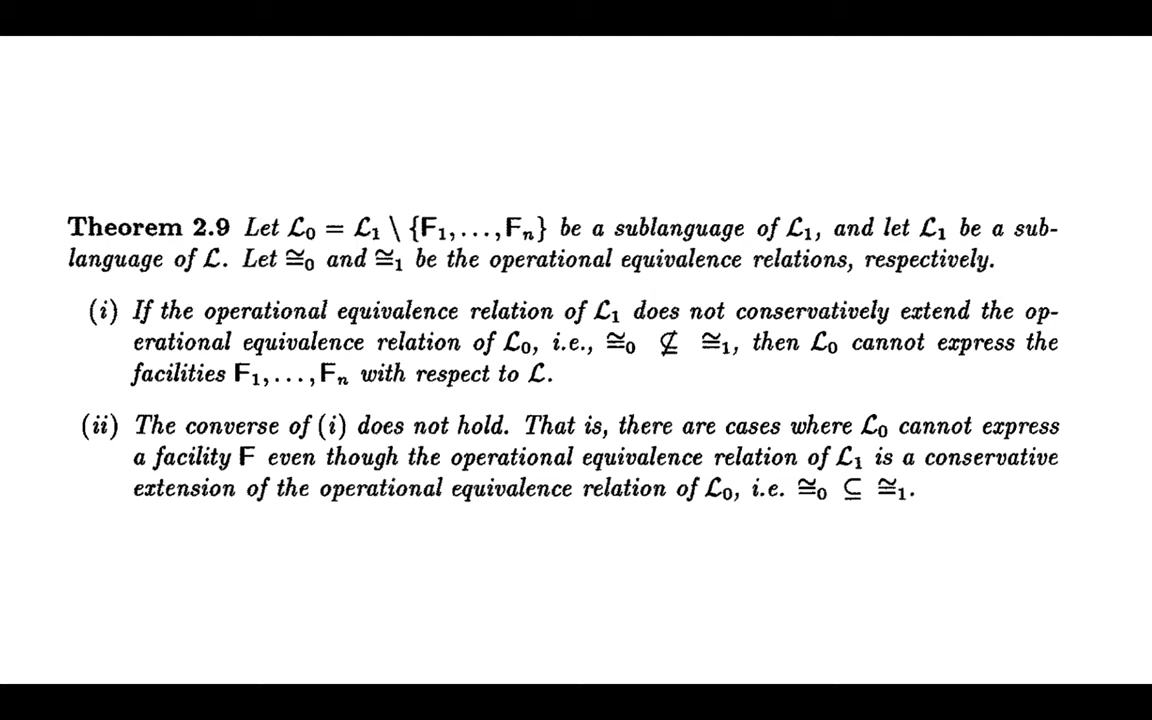 Theorem 2.9 Let ℒ₀ = ℒ₁ \ {F₁,...,Fₙ} be a sublanguage of ℒ₁, and let ℒ₁ be a sub-
language of ℒ. Let ≅₀ and ≅₁ be the operational equivalence relations, respectively.
(i) If the operational equivalence relation of ℒ₁ does not conservatively extend the op-
erational equivalence relation of ℒ₀, i.e., ≅₀ ⊈ ≅₁, then ℒ₀ cannot express the
facilities F₁,...,Fₙ with respect to ℒ.
(ii) The converse of (i) does not hold. That is, there are cases where ℒ₀ cannot express
a facility F even though the operational equivalence relation of ℒ₁ is a conservative
extension of the operational equivalence relation of ℒ₀, i.e. ≅₀ ⊆ ≅₁.